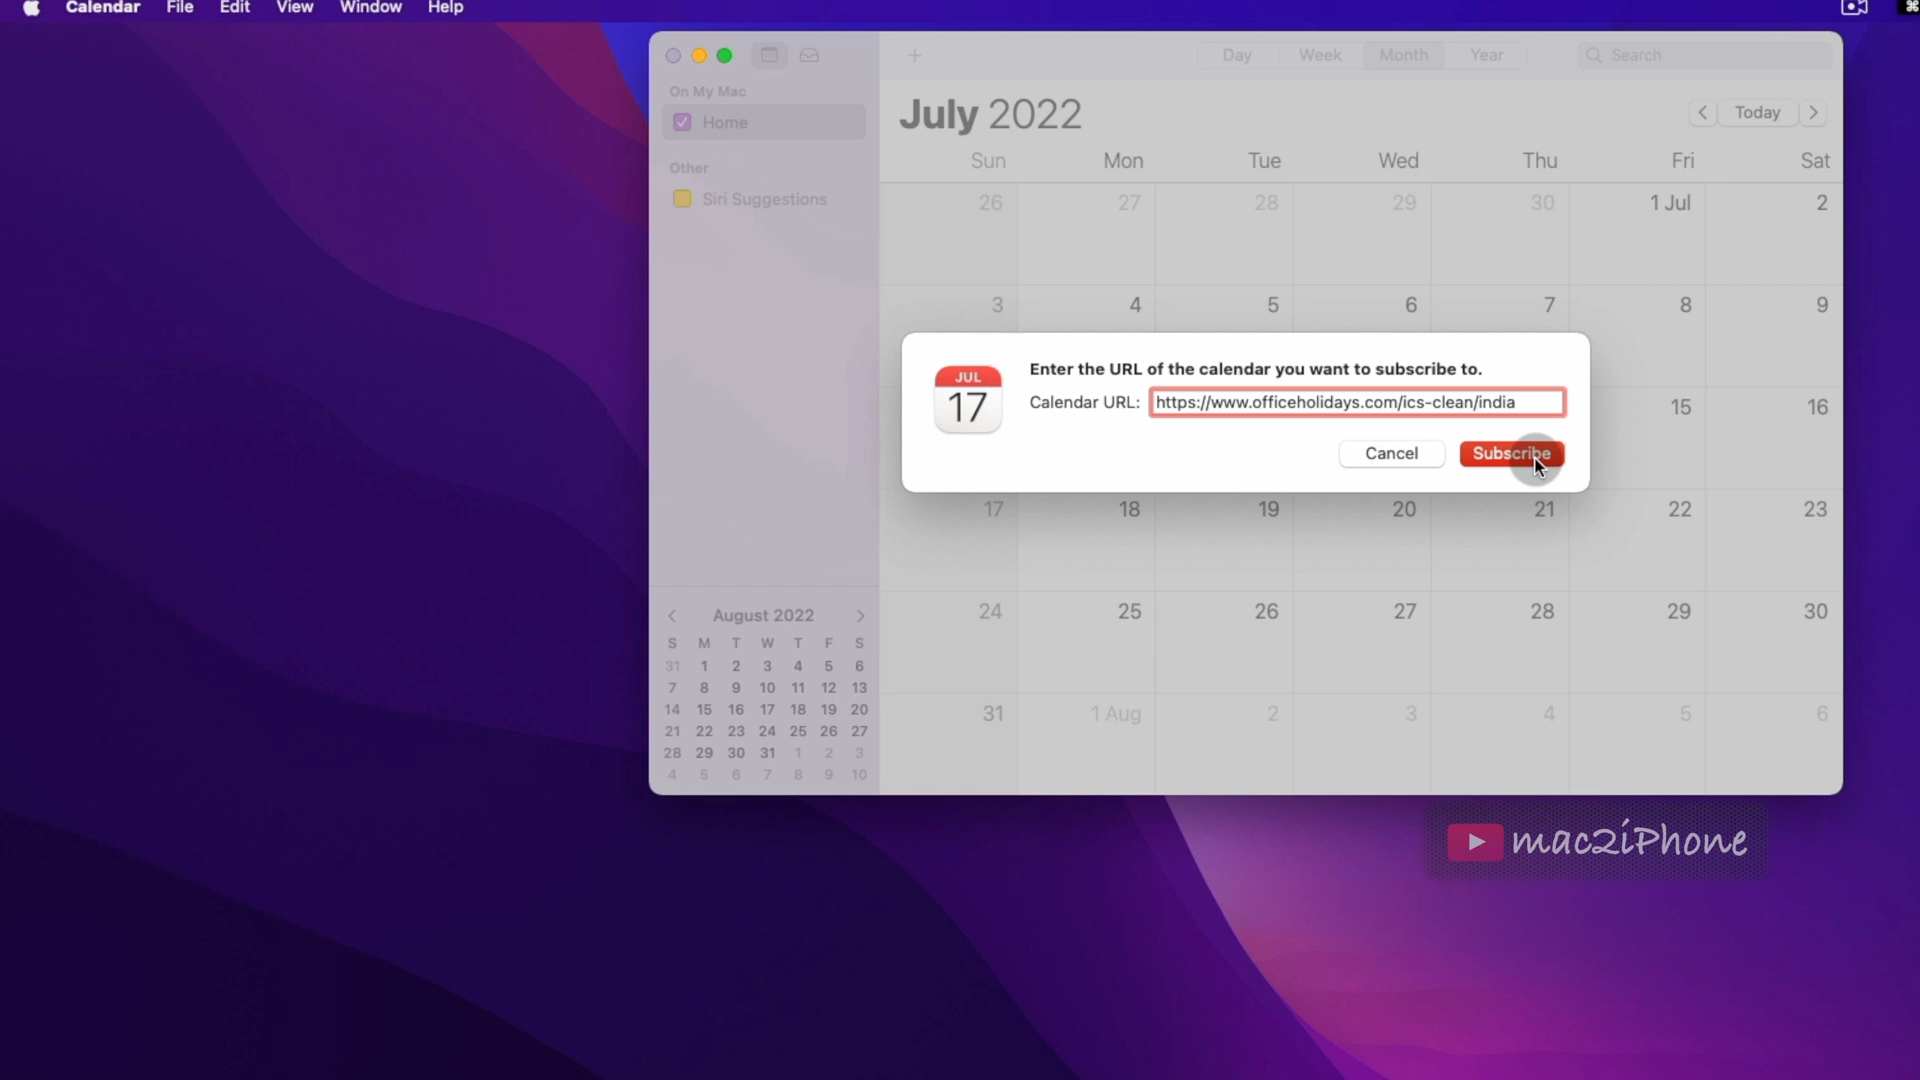 Calendar File Edit View Window Help
Day Week Month Year Search
On My Mac
Home
Other
Siri Suggestions
July 2022
Today
Sun Mon Tue Wed Thu Fri Sat
26 27 28 29 30 1 Jul 2
3 4 5 6 7 8 9
JUL
17
Enter the URL of the calendar you want to subscribe to.
Calendar URL: https://www.officeholidays.com/ics-clean/india
Cancel Subscribe
15 16
17 18 19 20 21 22 23
24 25 26 27 28 29 30
31 1 Aug 2 3 4 5 6
August 2022
S M T W T F S
31 1 2 3 4 5 6
7 8 9 10 11 12 13
14 15 16 17 18 19 20
21 22 23 24 25 26 27
28 29 30 31 1 2 3
4 5 6 7 8 9 10
mac2iPhone